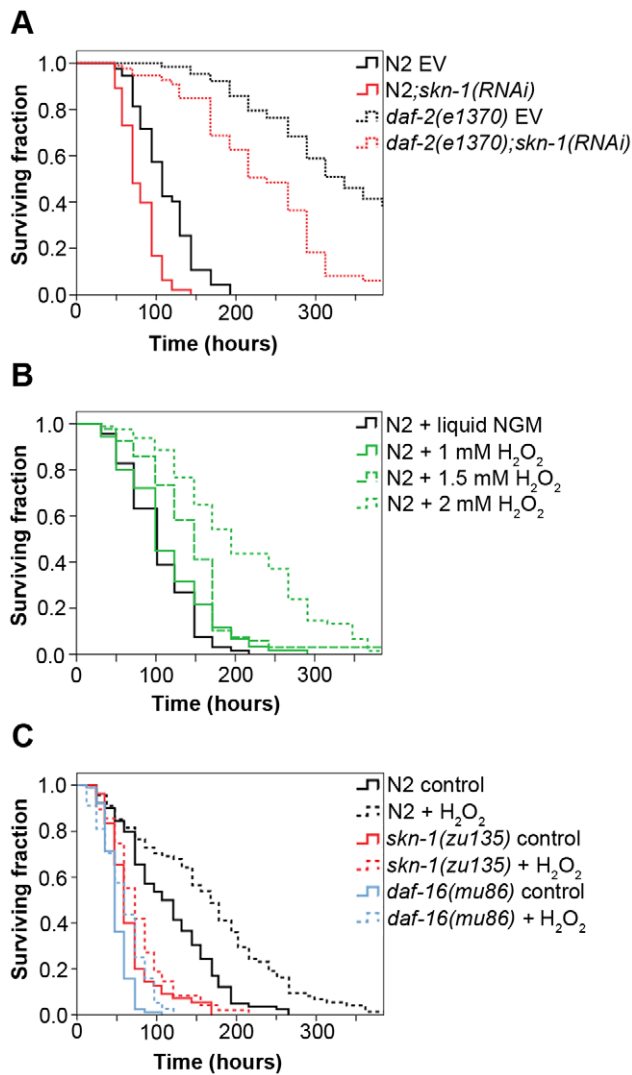 A
1.0
0.8
0.6
0.4
0.2
0.0
Surviving fraction
0
100
200
300
Time (hours)
N2 EV
N2;skn-1(RNAi)
daf-2(e1370) EV
daf-2(e1370);skn-1(RNAi)
B
1.0
0.8
0.6
0.4
0.2
0.0
Surviving fraction
0
100
200
300
Time (hours)
N2 + liquid NGM
N2 + 1 mM H₂O₂
N2 + 1.5 mM H₂O₂
N2 + 2 mM H₂O₂
C
1.0
0.8
0.6
0.4
0.2
0.0
Surviving fraction
0
100
200
300
Time (hours)
N2 control
N2 + H₂O₂
skn-1(zu135) control
skn-1(zu135) + H₂O₂
daf-16(mu86) control
daf-16(mu86) + H₂O₂